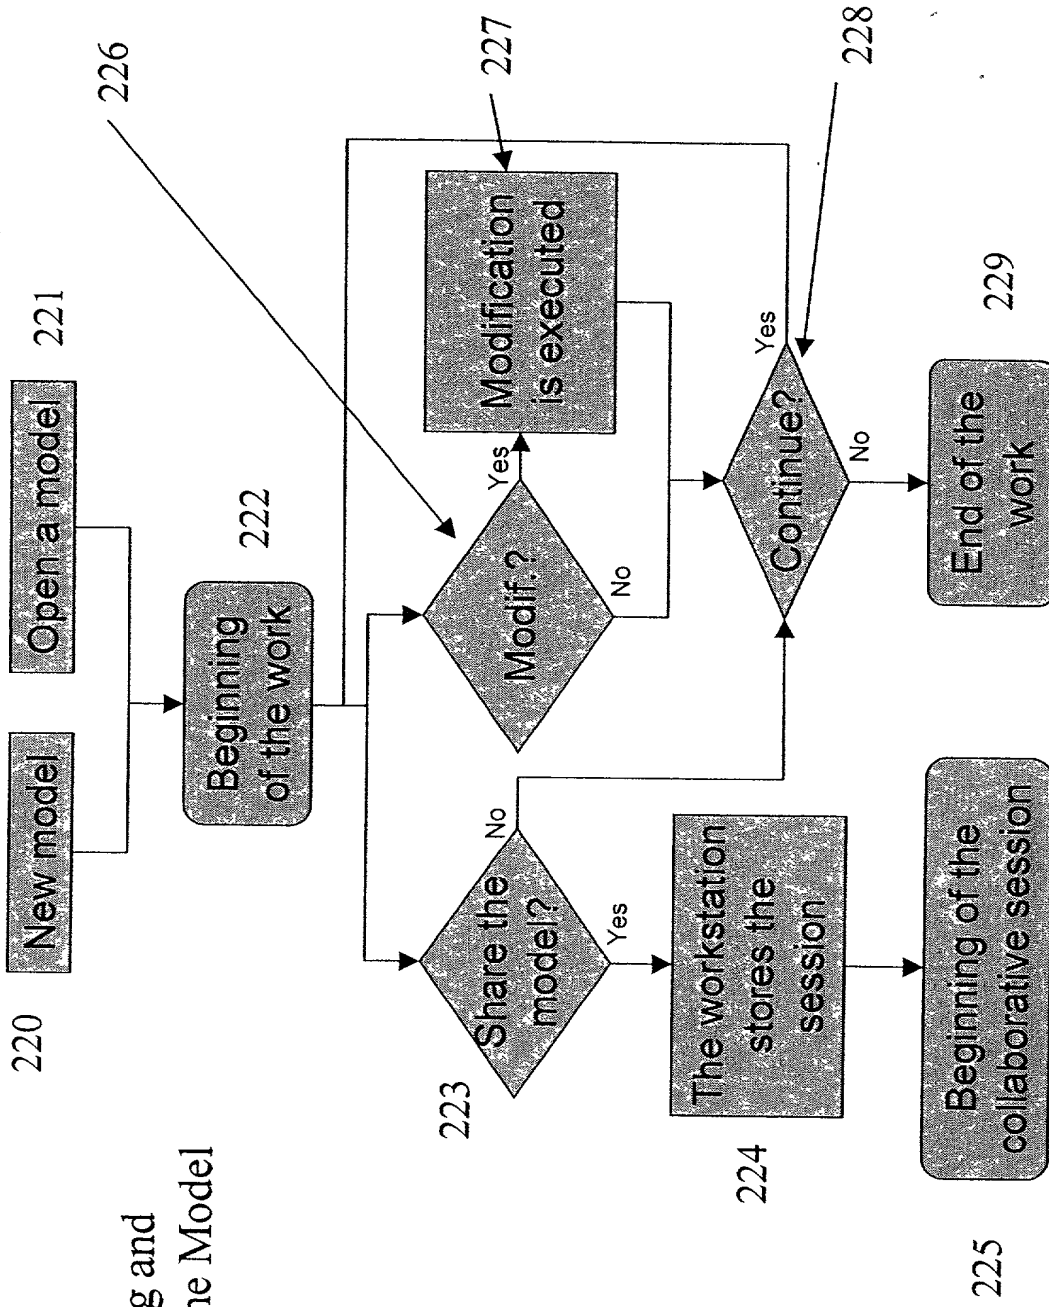 220
New model
Open a model
221
Beginning
of the work
222
226
227
228
g and
ne Model
223
Share the
model?
No
Yes
Modif.?
Yes
No
Modification
is executed
224
The workstation
stores the
session
Continue?
Yes
No
225
Beginning of the
collaborative session
End of the
work
229